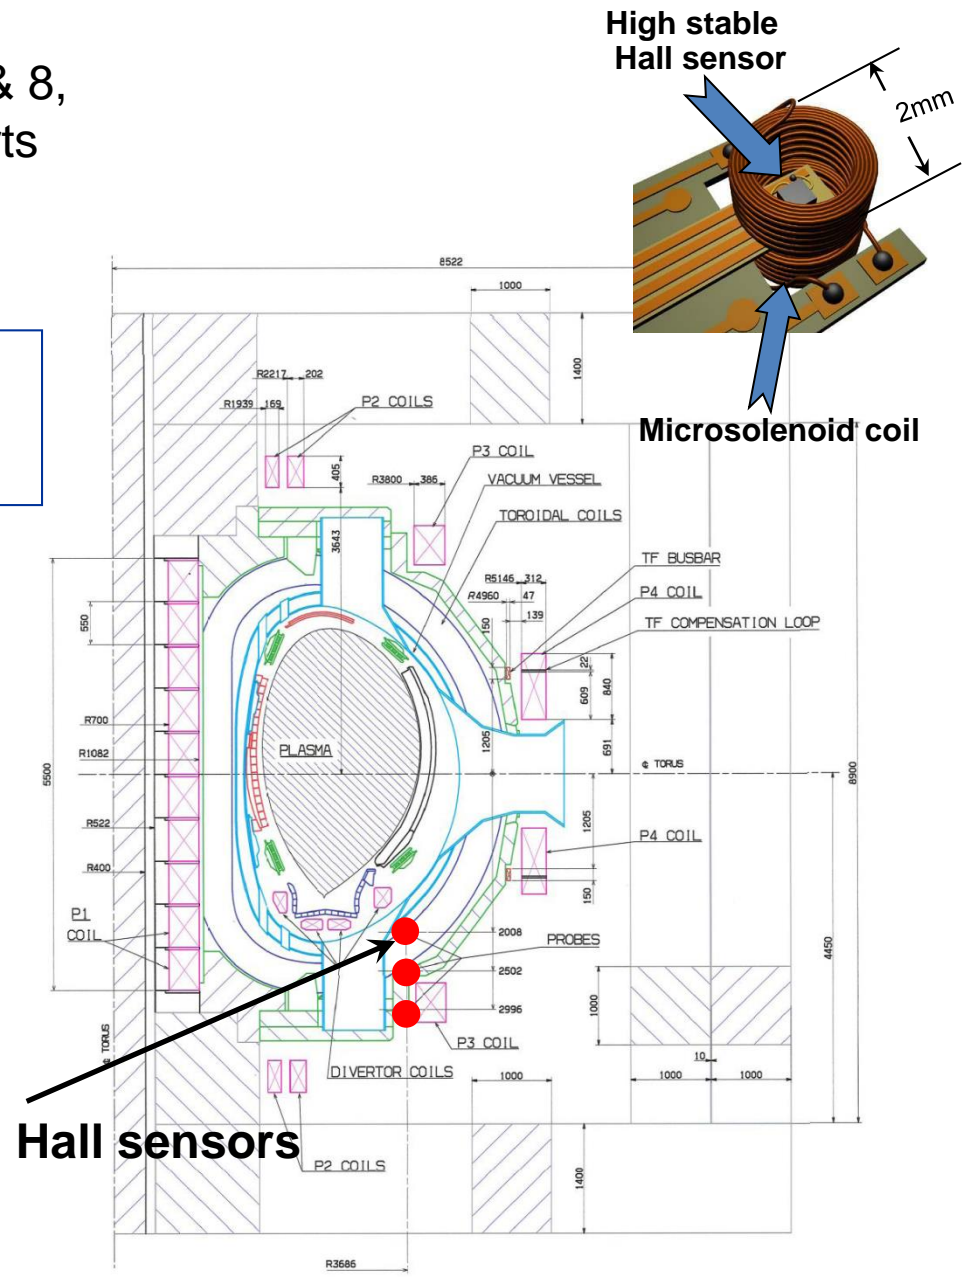 & 8,
ts
High stable
Hall sensor
2mm
Microsolenoid coil
8522
1000
1400
R2217
202
R1939
169
P2 COILS
405
3643
P3 COIL
R3800
386
VACUUM VESSEL
TOROIDAL COILS
TF BUSBAR
R5146
312
P4 COIL
R4960
47
139
TF COMPENSATION LOOP
150
22
609
840
550
R700
R1082
5500
PLASMA
1205
691
₵ TORUS
8900
R522
1205
P4 COIL
R400
150
P1
COIL
2008
PROBES
2502
4450
2996
1000
P3 COIL
₵ TORUS
10
DIVERTOR COILS
1000
1000
1000
Hall sensors
P2 COILS
1400
R3686